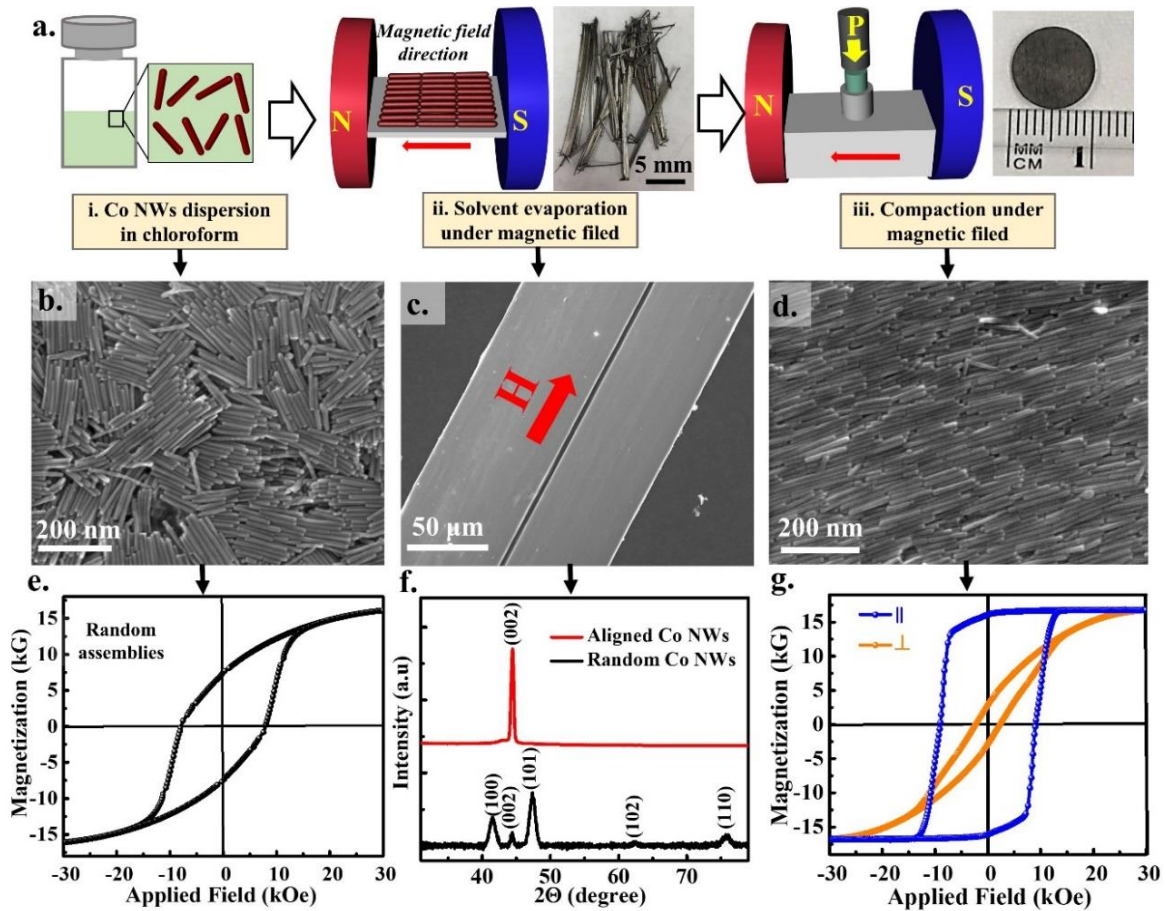 a.
Magnetic field
direction
N
S
5 mm
P
N
S
MM
CM
1
i. Co NWs dispersion
in chloroform
ii. Solvent evaporation
under magnetic filed
iii. Compaction under
magnetic filed
b.
200 nm
c.
H
50 µm
d.
200 nm
e.
Random
assemblies
Magnetization (kG)
15
10
5
0
-5
-10
-15
-30 -20 -10 0 10 20 30
Applied Field (kOe)
f.
(002)
Aligned Co NWs
Random Co NWs
Intensity (a.u)
(100)
(002)
(101)
(102)
(110)
40 50 60 70
2Θ (degree)
g.
||
⊥
Magnetization (kG)
15
10
5
0
-5
-10
-15
-30 -20 -10 0 10 20 30
Applied Field (kOe)